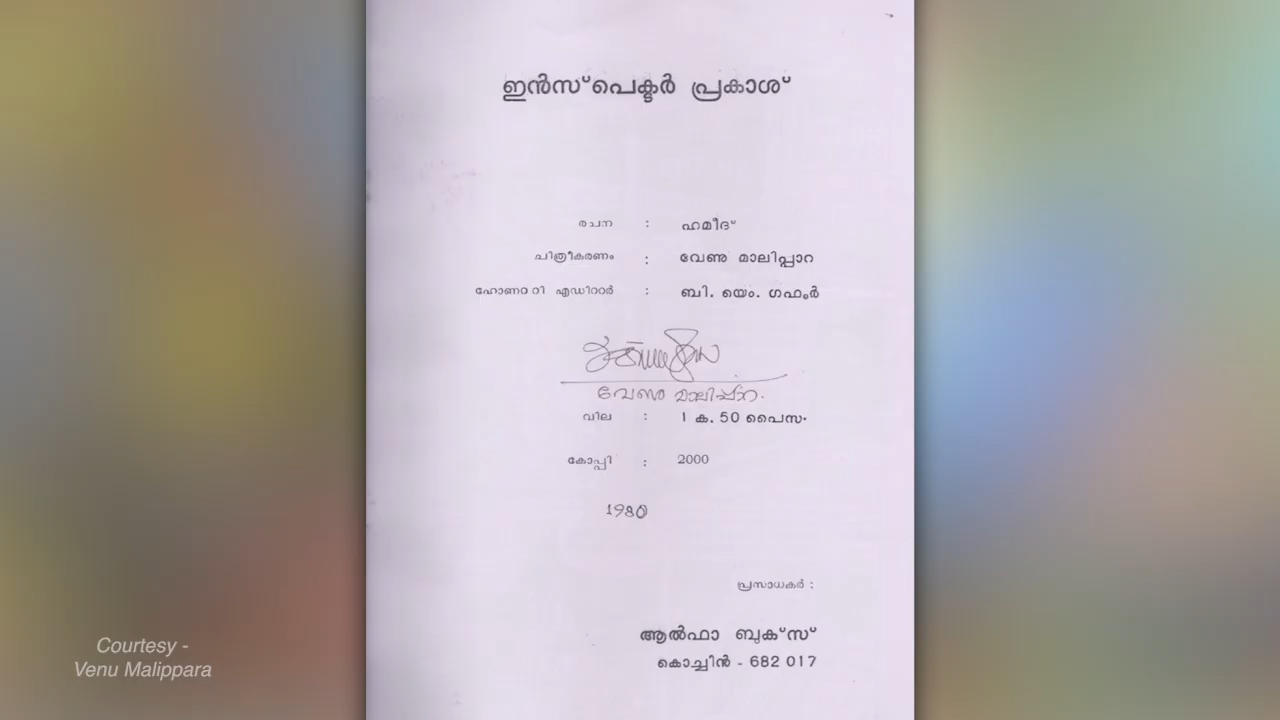 ഇൻസ്പെക്ടർ പ്രകാശ്
രചന : ഹമീദ്
ചിത്രീകരണം : വേണു മാലിപ്പാറ
ഹോണററി എഡിറ്റർ : ബി. യെം. ഗഫൂർ
വേണു മാലിപ്പാറ.
വില : 1 ക. 50 പൈസ.
കോപ്പി : 2000
1980
പ്രസാധകർ :
ആൽഫാ ബുക്സ്
കൊച്ചിൻ - 682 017
Courtesy -
Venu Malippara